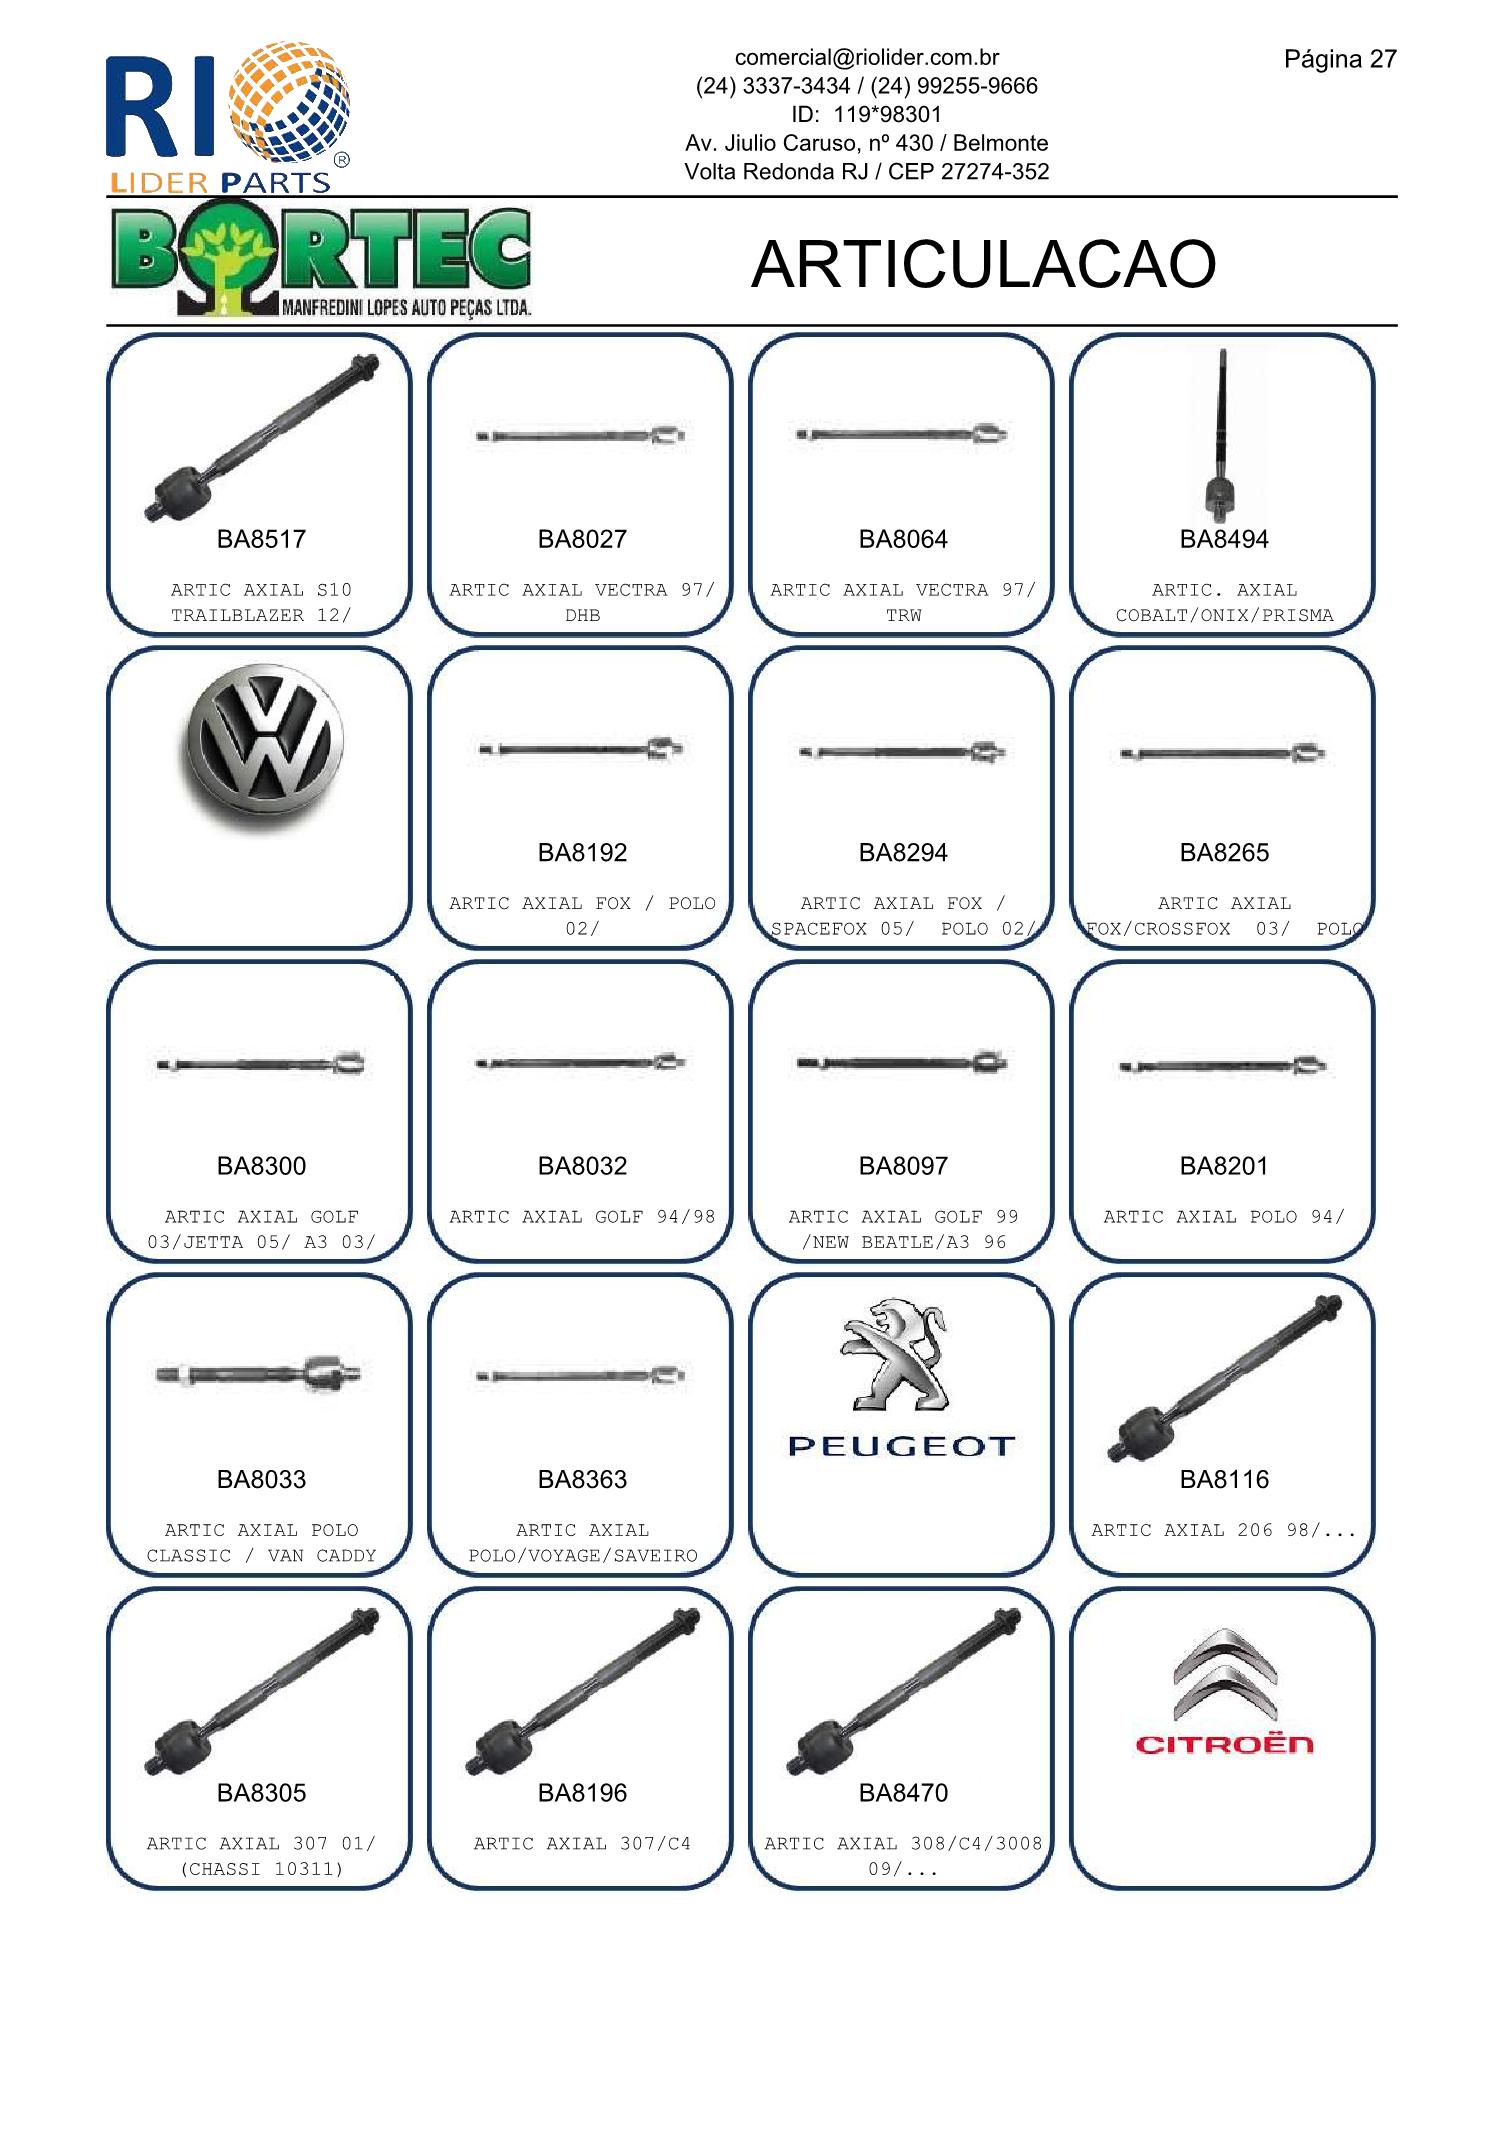 RIO
LIDER PARTS
®
comercial@riolider.com.br
(24) 3337-3434 / (24) 99255-9666
ID:  119*98301
Av. Jiulio Caruso, nº 430 / Belmonte
Volta Redonda RJ / CEP 27274-352
Página 27
BORTEC
MANFREDINI LOPES AUTO PEÇAS LTDA.
ARTICULACAO
BA8517
ARTIC AXIAL S10
TRAILBLAZER 12/
BA8027
ARTIC AXIAL VECTRA 97/
DHB
BA8064
ARTIC AXIAL VECTRA 97/
TRW
BA8494
ARTIC. AXIAL
COBALT/ONIX/PRISMA
BA8192
ARTIC AXIAL FOX / POLO
02/
BA8294
ARTIC AXIAL FOX /
SPACEFOX 05/  POLO 02/
BA8265
ARTIC AXIAL
FOX/CROSSFOX  03/  POLO
BA8300
ARTIC AXIAL GOLF
03/JETTA 05/ A3 03/
BA8032
ARTIC AXIAL GOLF 94/98
BA8097
ARTIC AXIAL GOLF 99
/NEW BEATLE/A3 96
BA8201
ARTIC AXIAL POLO 94/
BA8033
ARTIC AXIAL POLO
CLASSIC / VAN CADDY
BA8363
ARTIC AXIAL
POLO/VOYAGE/SAVEIRO
PEUGEOT
BA8116
ARTIC AXIAL 206 98/...
BA8305
ARTIC AXIAL 307 01/
(CHASSI 10311)
BA8196
ARTIC AXIAL 307/C4
BA8470
ARTIC AXIAL 308/C4/3008
09/...
CITROËN